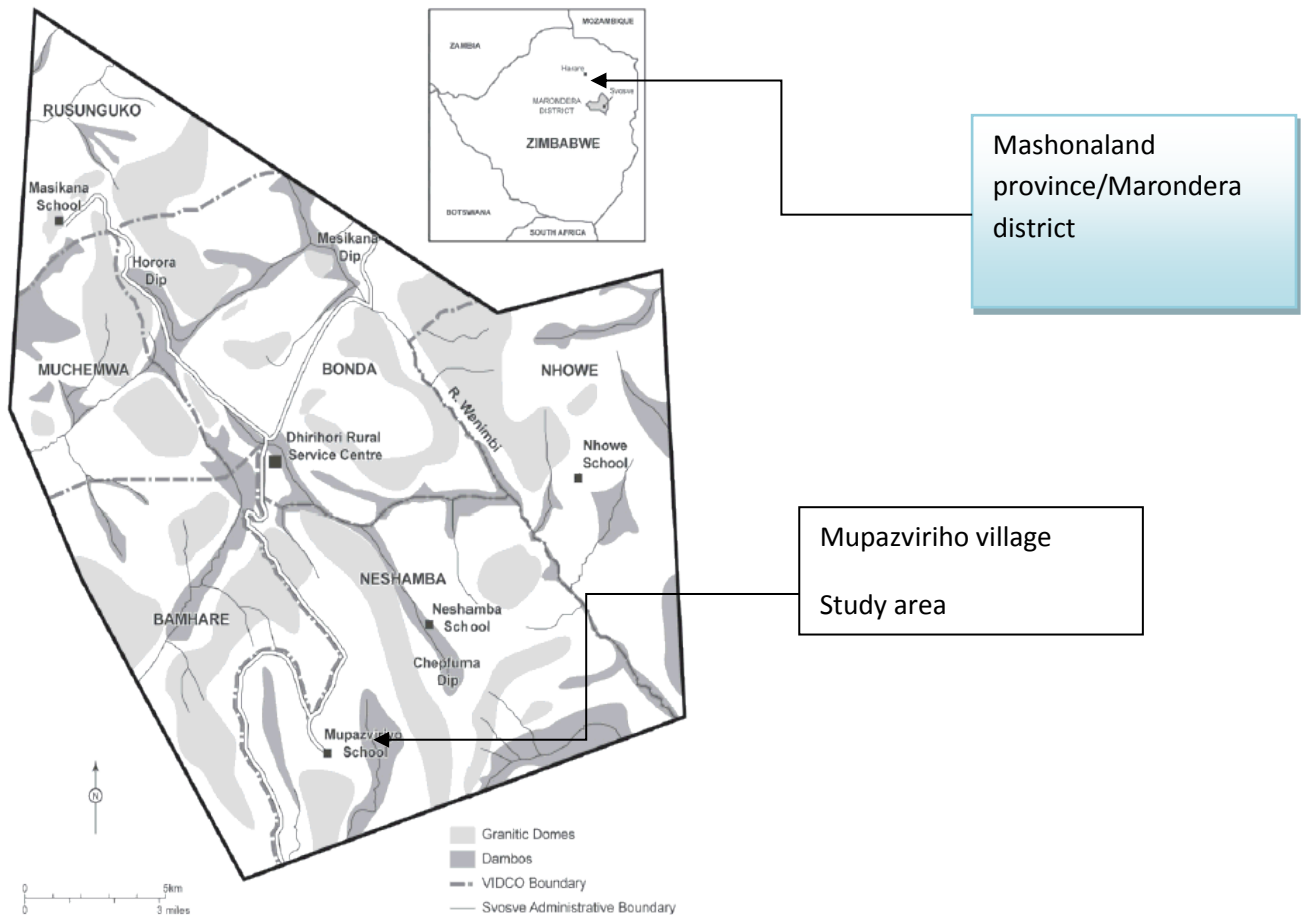 MOZAMBIQUE
ZAMBIA
Harare
Svosve
MARONDERA
DISTRICT
ZIMBABWE
BOTSWANA
SOUTH AFRICA
Mashonaland
province/Marondera
district
RUSUNGUKO
Masikana
School
Mesikana
Dip
Horora
Dip
MUCHEMWA
BONDA
NHOWE
R. Wenimbi
Dhirihori Rural
Service Centre
Nhowe
School
Mupazviriho village
Study area
NESHAMBA
BAMHARE
Neshamba
School
Chepfuma
Dip
Mupazviriyo
School
N
Granitic Domes
Dambos
VIDCO Boundary
Svosve Administrative Boundary
0 5km
0 3 miles